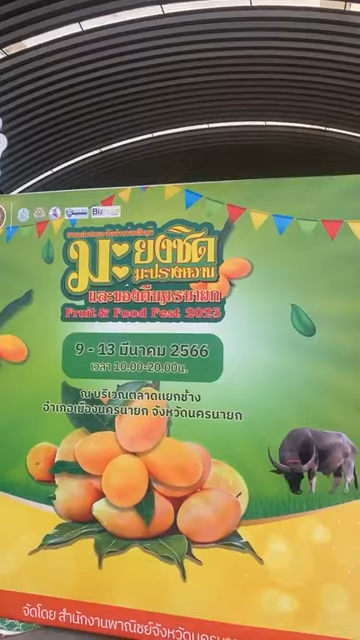 มะยงชิด
มะปรางหวาน
และของดีนครนายก
Fruit & Food Fest 2023
9 - 13 มีนาคม 2566
เวลา 10.00-20.00น.
ณ บริเวณตลาดแยกช้าง
อำเภอเมืองนครนายก จังหวัดนครนายก
จัดโดย สำนักงานพาณิชย์จังหวัดนครนา